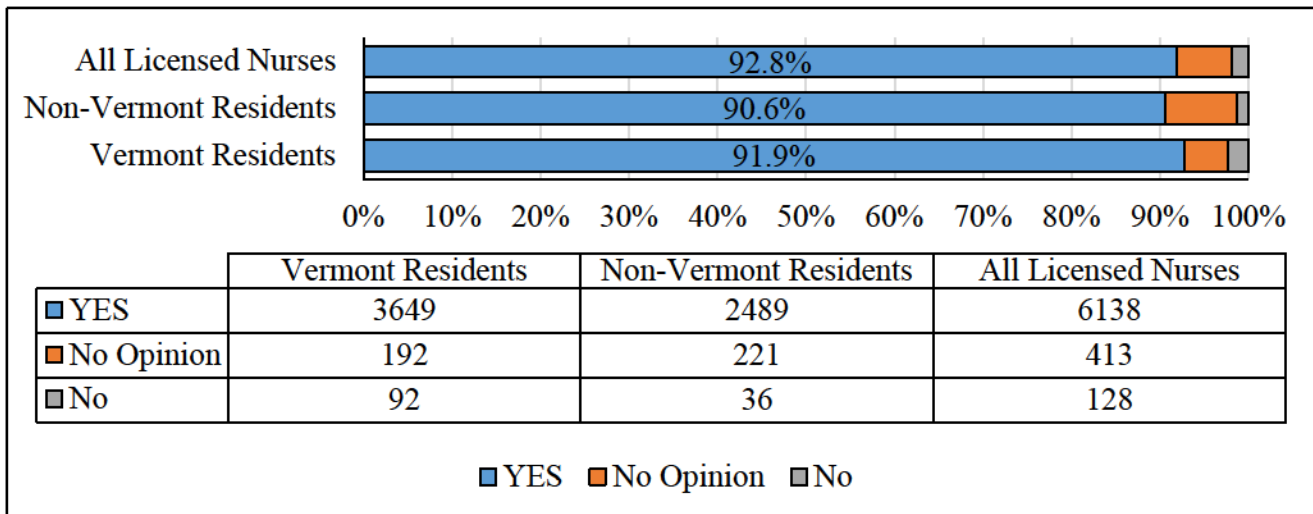 All Licensed Nurses 92.8%
Non-Vermont Residents 90.6%
Vermont Residents 91.9%
0% 10% 20% 30% 40% 50% 60% 70% 80% 90% 100%
Vermont Residents Non-Vermont Residents All Licensed Nurses
YES 3649 2489 6138
No Opinion 192 221 413
No 92 36 128
YES No Opinion No